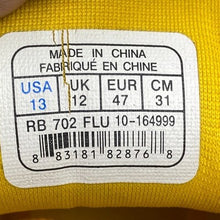 MADE IN CHINA
FABRIQUÉ EN CHINE
USA UK EUR CM
13 12 47 31
RB 702 FLU 10-164999
8 83181 82876 8